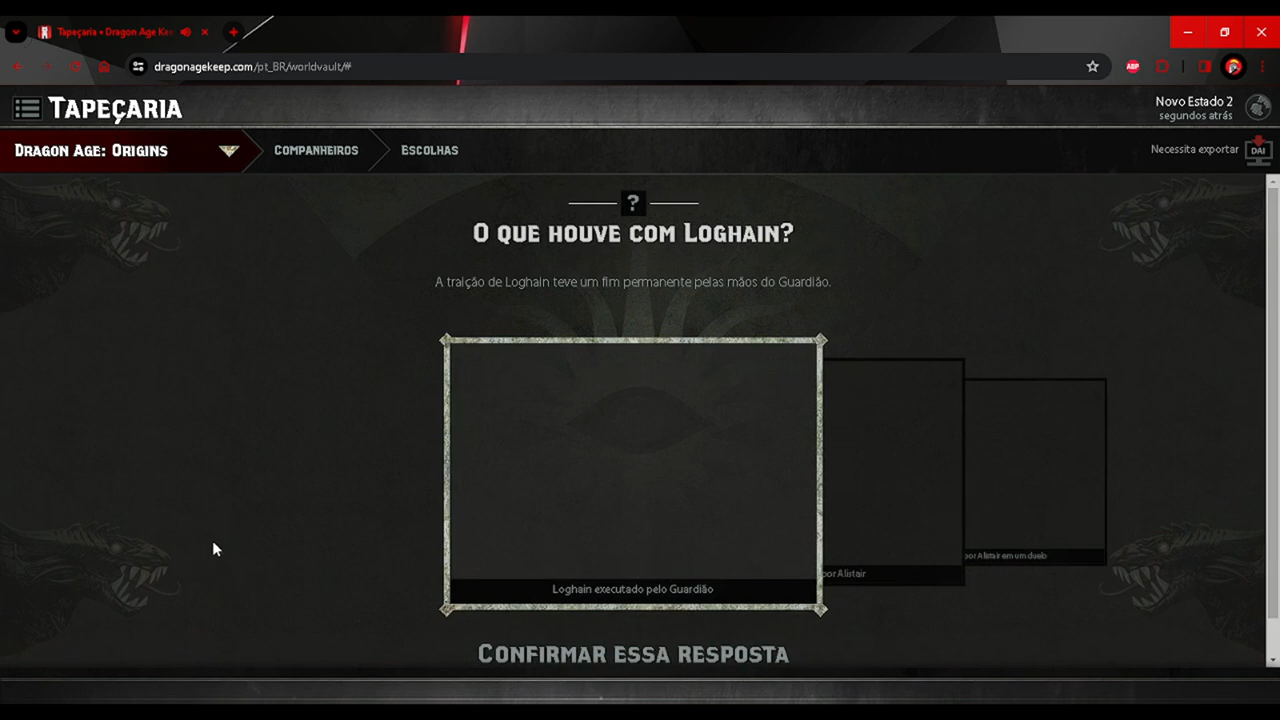 Tapeçaria • Dragon Age Kee
dragonagekeep.com/pt_BR/worldvault/#
ABP
TAPEÇARIA
Novo Estado 2
segundos atrás
DRAGON AGE: ORIGINS
COMPANHEIROS
ESCOLHAS
Necessita exportar
DAI
?
O QUE HOUVE COM LOGHAIN?
A traição de Loghain teve um fim permanente pelas mãos do Guardião.
por Alistair em um duelo
por Alistair
Loghain executado pelo Guardião
CONFIRMAR ESSA RESPOSTA